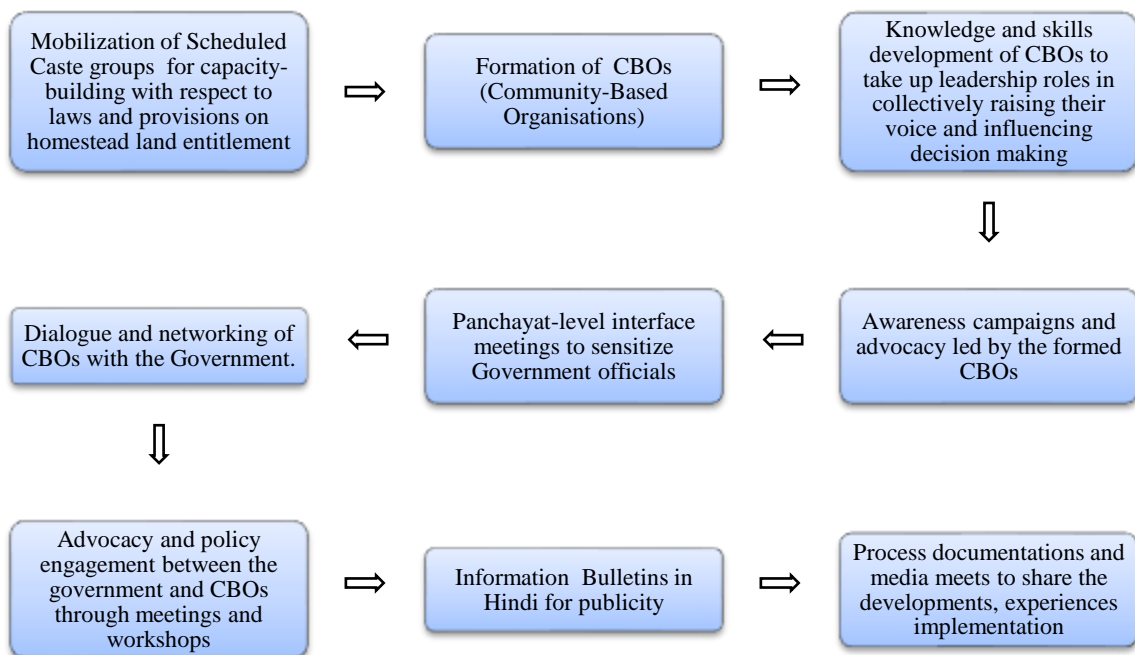 Mobilization of Scheduled
Caste groups for capacity-
building with respect to
laws and provisions on
homestead land entitlement
Formation of CBOs
(Community-Based
Organisations)
Knowledge and skills
development of CBOs to
take up leadership roles in
collectively raising their
voice and influencing
decision making
Awareness campaigns and
advocacy led by the formed
CBOs
Panchayat-level interface
meetings to sensitize
Government officials
Dialogue and networking of
CBOs with the Government.
Advocacy and policy
engagement between the
government and CBOs
through meetings and
workshops
Information Bulletins in
Hindi for publicity
Process documentations and
media meets to share the
developments, experiences
implementation